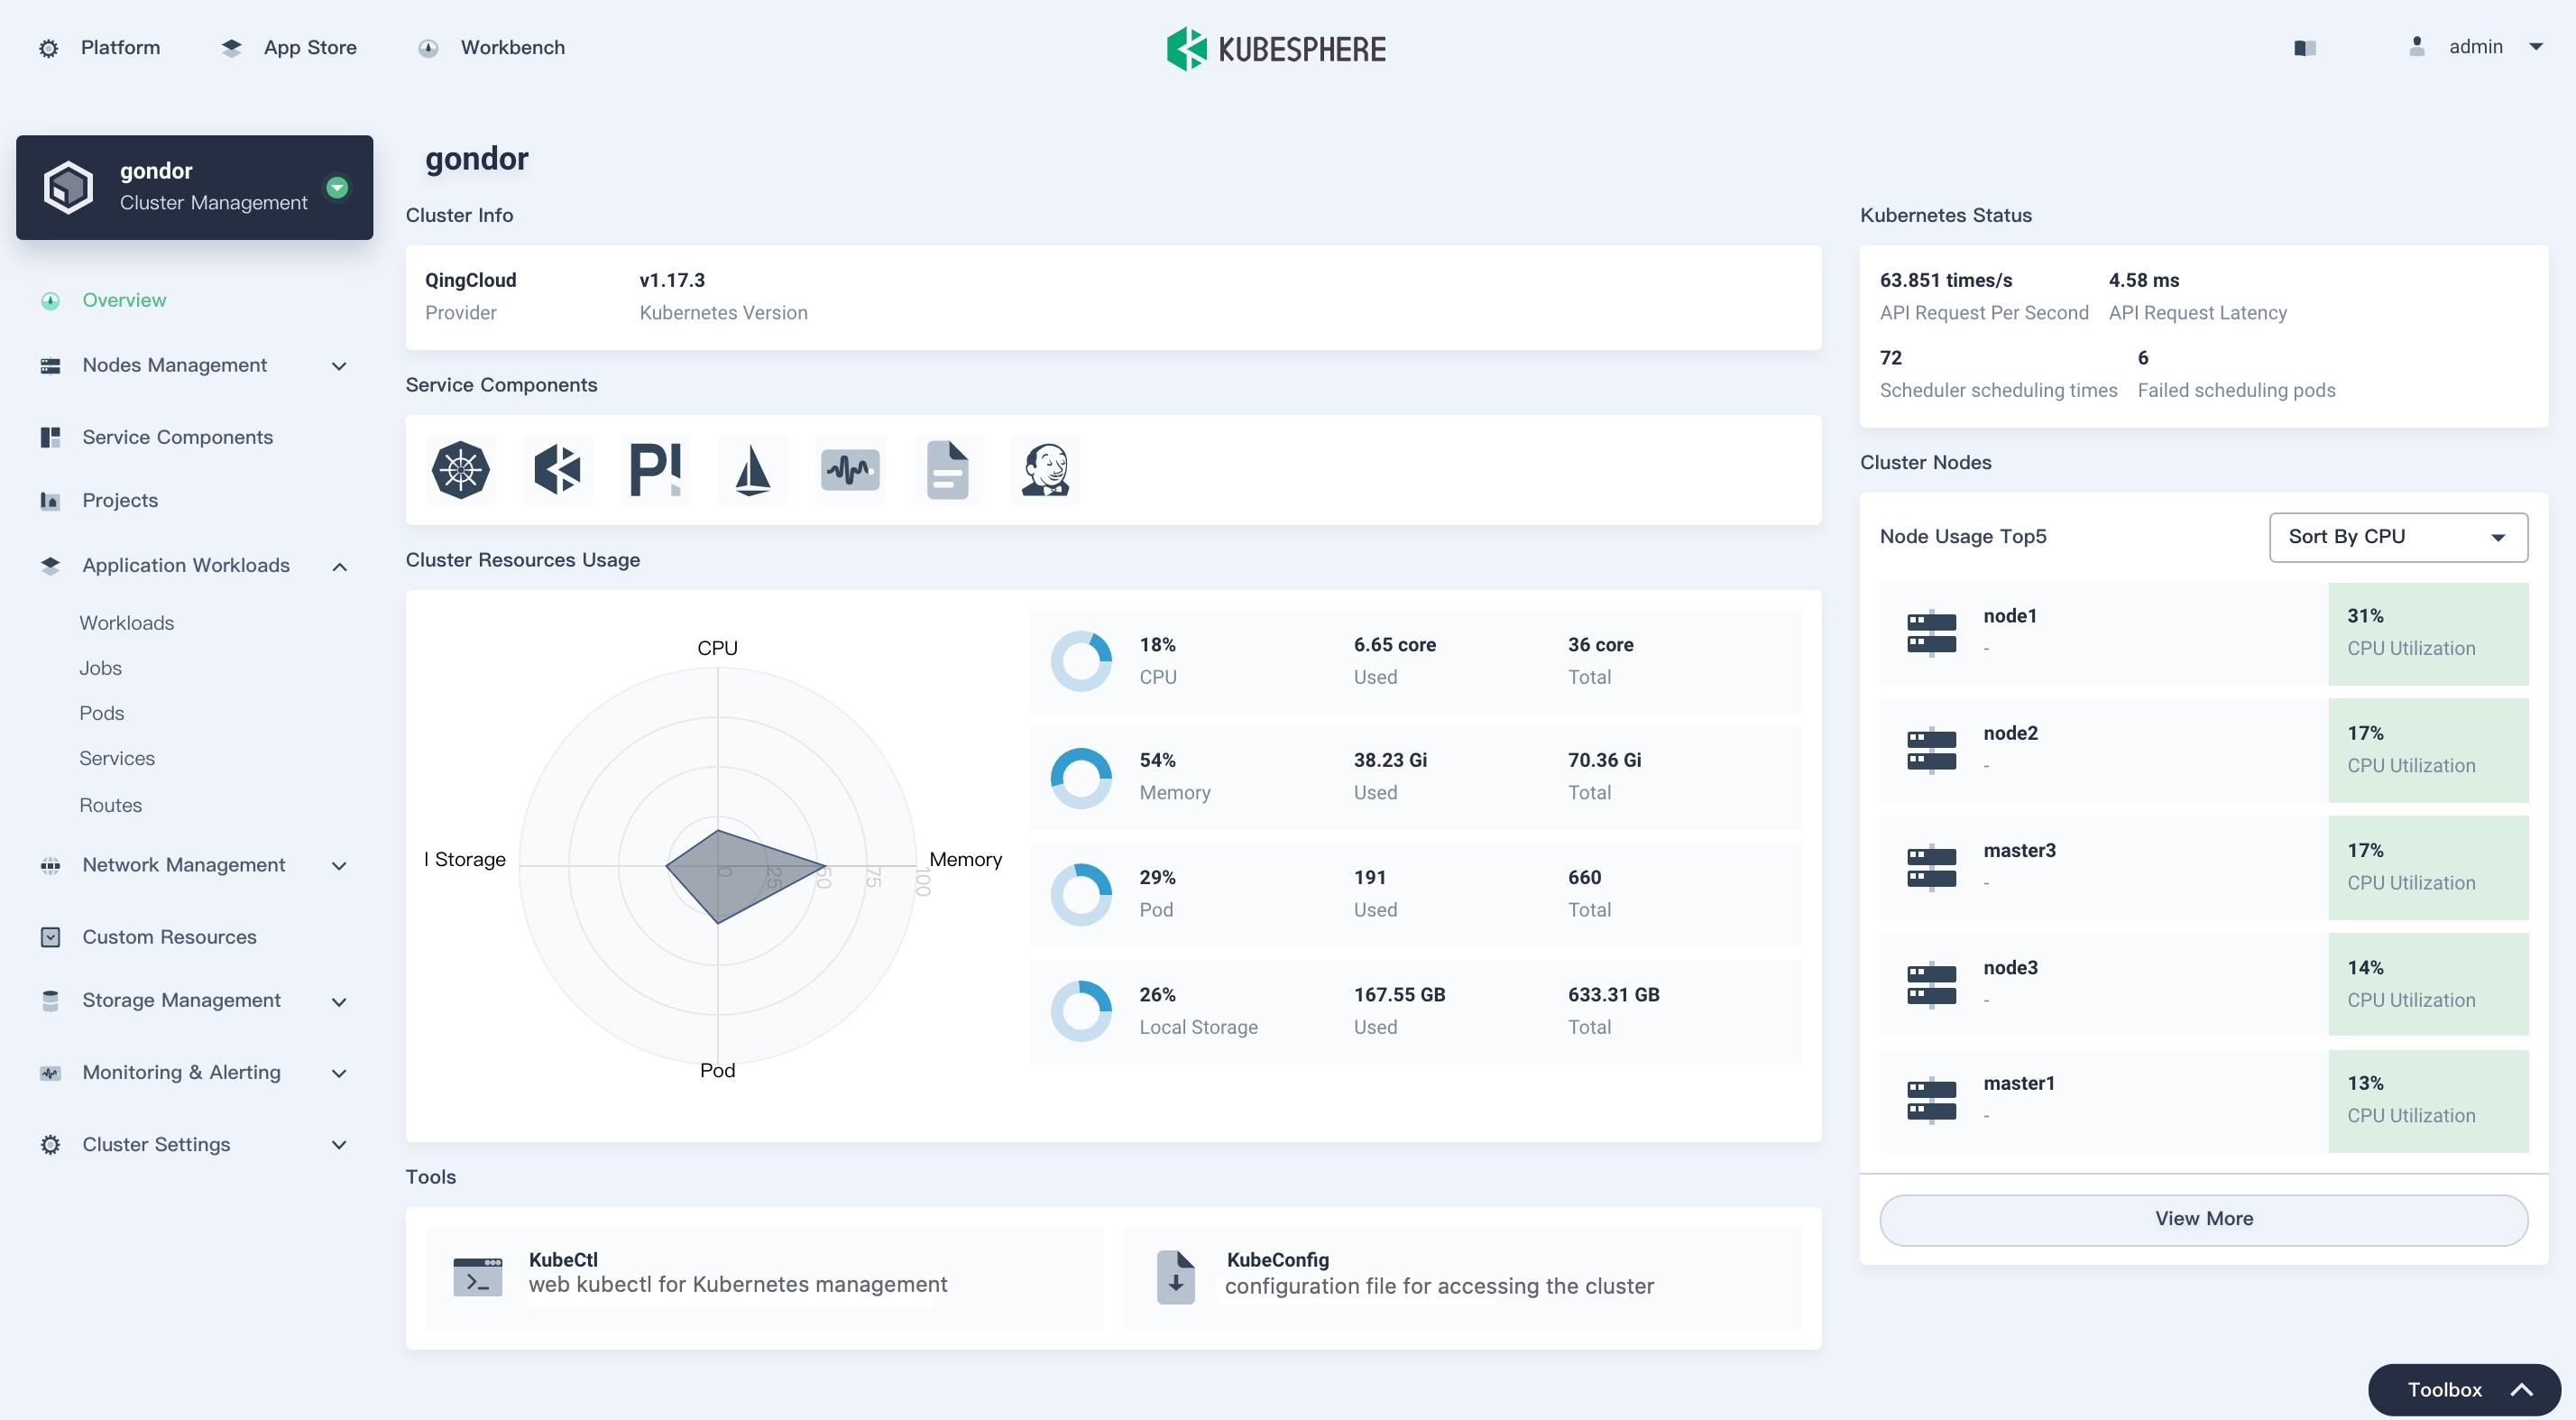 Platform
App Store
Workbench
KUBESPHERE
admin
gondor
Cluster Management
Overview
Nodes Management
Service Components
Projects
Application Workloads
Workloads
Jobs
Pods
Services
Routes
Network Management
Custom Resources
Storage Management
Monitoring & Alerting
Cluster Settings
gondor
Cluster Info
QingCloud
Provider
v1.17.3
Kubernetes Version
Service Components
P!
Cluster Resources Usage
CPU
l Storage
Memory
Pod
0
25
50
75
100
18%
CPU
6.65 core
Used
36 core
Total
54%
Memory
38.23 Gi
Used
70.36 Gi
Total
29%
Pod
191
Used
660
Total
26%
Local Storage
167.55 GB
Used
633.31 GB
Total
Tools
KubeCtl
web kubectl for Kubernetes management
KubeConfig
configuration file for accessing the cluster
Kubernetes Status
63.851 times/s
API Request Per Second
4.58 ms
API Request Latency
72
Scheduler scheduling times
6
Failed scheduling pods
Cluster Nodes
Node Usage Top5
Sort By CPU
node1
-
31%
CPU Utilization
node2
-
17%
CPU Utilization
master3
-
17%
CPU Utilization
node3
-
14%
CPU Utilization
master1
-
13%
CPU Utilization
View More
Toolbox